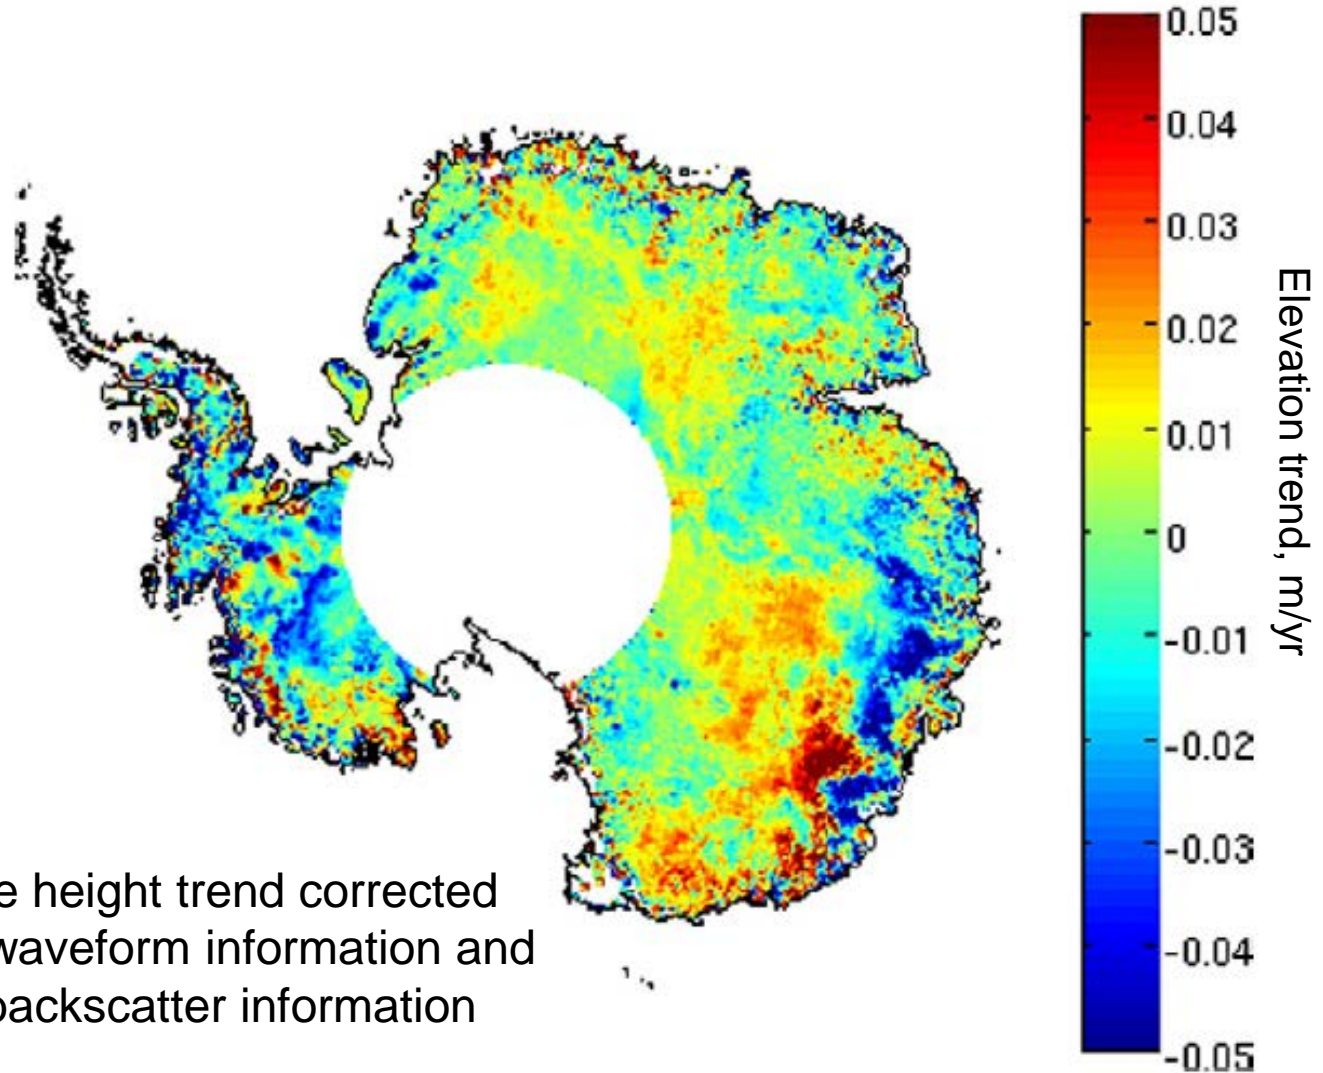 0.05
0.04
0.03
0.02
0.01
0
-0.01
-0.02
-0.03
-0.04
-0.05
Elevation trend, m/yr
e height trend corrected
waveform information and
backscatter information